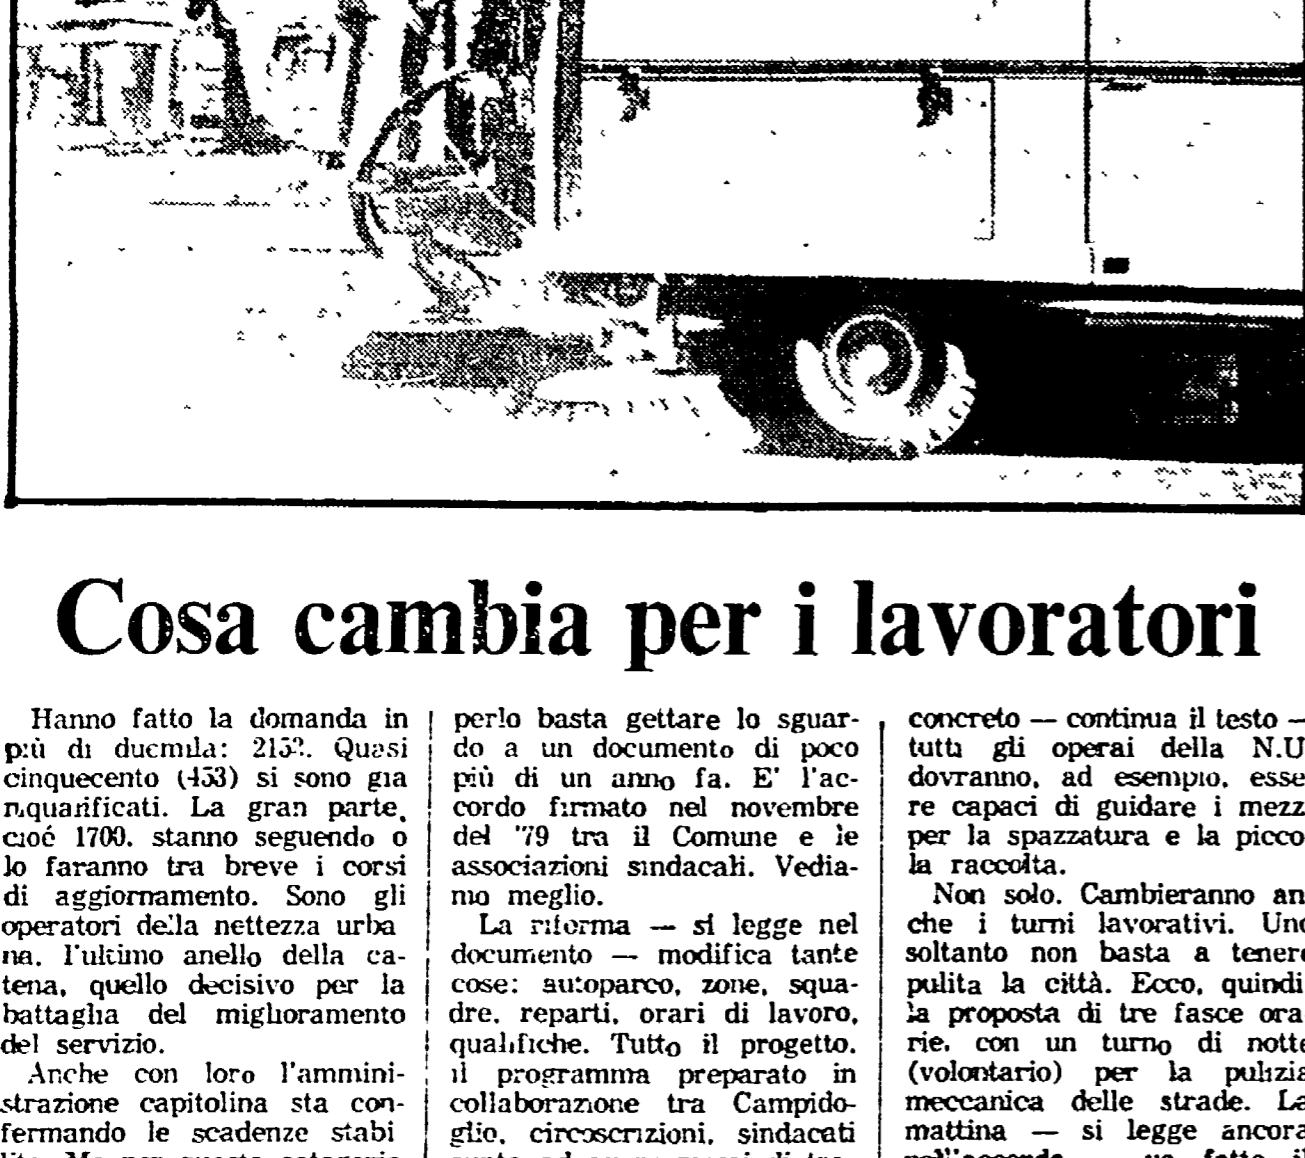 Cosa cambia per i lavoratori
Hanno fatto la domanda in
più di duemila: 2153. Quasi
cinquecento (453) si sono gia
riquarificati. La gran parte,
cioé 1700, stanno seguendo o
lo faranno tra breve i corsi
di aggiornamento. Sono gli
operatori della nettezza urba
na, l'ultimo anello della ca-
tena, quello decisivo per la
battaglia del miglioramento
del servizio.
Anche con loro l'ammini-
strazione capitolina sta con-
fermando le scadenze stabi
perlo basta gettare lo sguar-
do a un documento di poco
più di un anno fa. E' l'ac-
cordo firmato nel novembre
del '79 tra il Comune e le
associazioni sindacali. Vedia-
mo meglio.
La riforma — si legge nel
documento — modifica tante
cose: autoparco, zone, squa-
dre, reparti, orari di lavoro,
qualifiche. Tutto il progetto,
il programma preparato in
collaborazione tra Campido-
glio, circoscrizioni, sindacati
concreto — continua il testo —
tutti gli operai della N.U
dovranno, ad esempio, esse
re capaci di guidare i mezz
per la spazzatura e la picco
la raccolta.
Non solo. Cambieranno an
che i turni lavorativi. Uno
soltanto non basta a tenere
pulita la città. Ecco, quindi
la proposta di tre fasce ora
rie, con un turno di notte
(volontario) per la pulizia
meccanica delle strade. La
mattina — si legge ancora